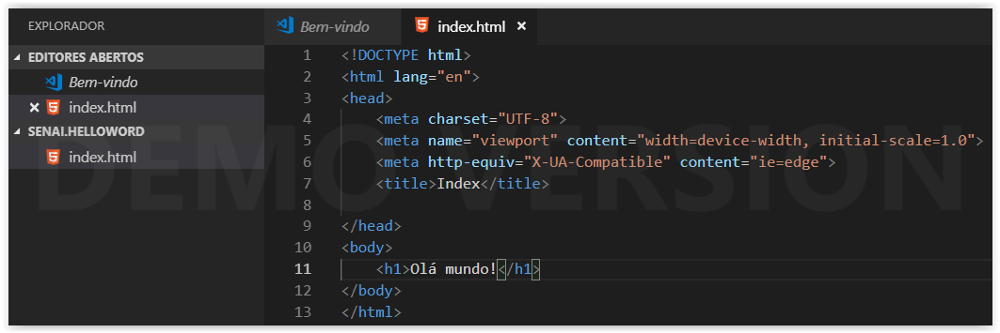 EXPLORADOR
EDITORES ABERTOS
Bem-vindo
index.html
SENAI.HELLOWORD
index.html
Bem-vindo index.html
1 <!DOCTYPE html>
2 <html lang="en">
3 <head>
4 <meta charset="UTF-8">
5 <meta name="viewport" content="width=device-width, initial-scale=1.0">
6 <meta http-equiv="X-UA-Compatible" content="ie=edge">
7 <title>Index</title>
8
9 </head>
10 <body>
11 <h1>Olá mundo!</h1>
12 </body>
13 </html>
DEMO VERSION